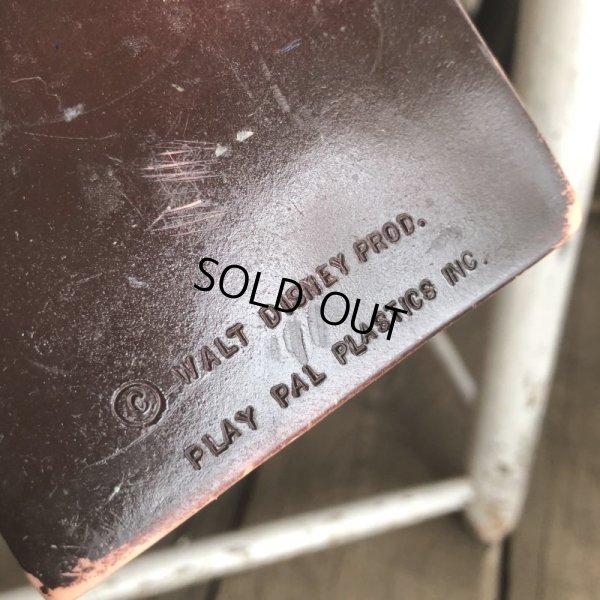 © WALT DISNEY PROD.
PLAY PAL PLASTICS INC.
SOLD OUT